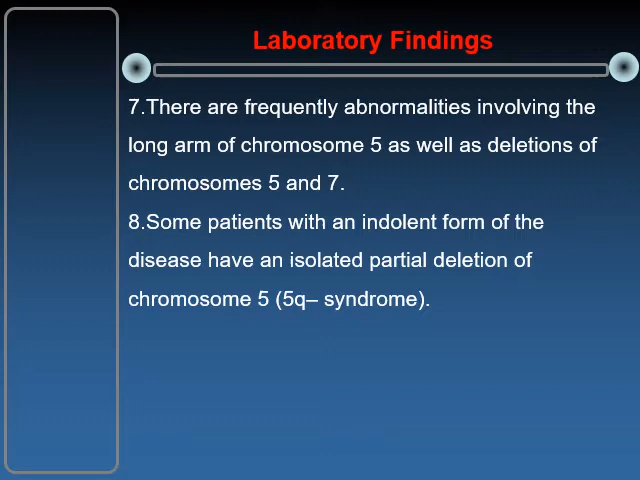 Laboratory Findings
7.There are frequently abnormalities involving the
long arm of chromosome 5 as well as deletions of
chromosomes 5 and 7.
8.Some patients with an indolent form of the
disease have an isolated partial deletion of
chromosome 5 (5q– syndrome).